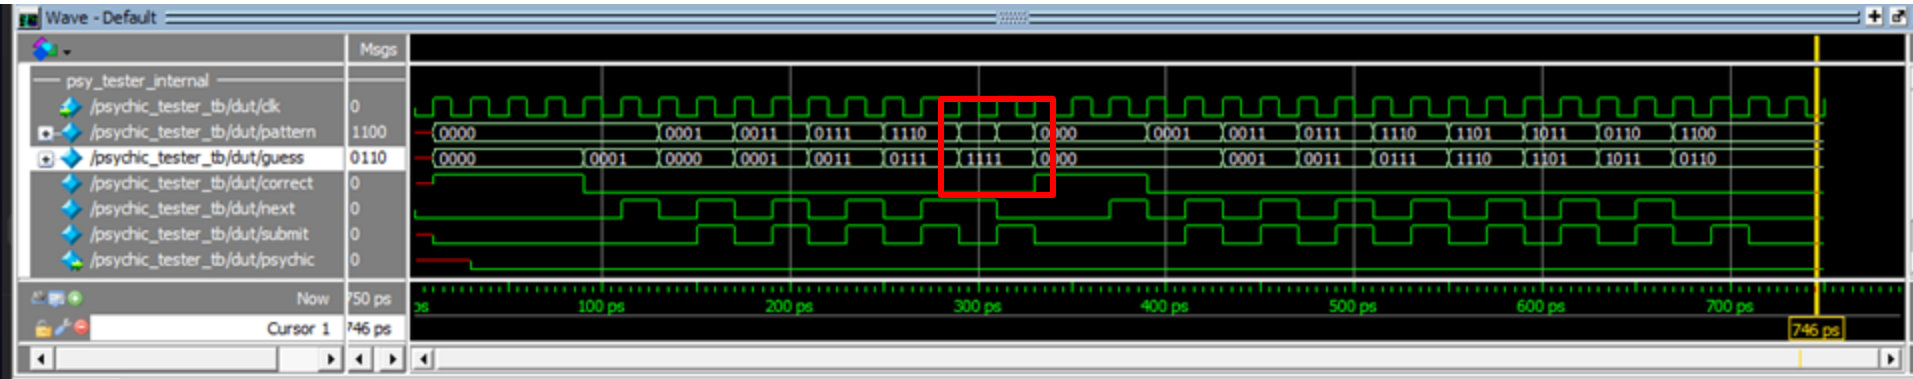 Wave - Default
Msgs
psy_tester_internal
/psychic_tester_tb/dut/clk 0
/psychic_tester_tb/dut/pattern 1100 0000 0001 0011 0111 1110 0000 0001 0011 0111 1110 1101 1011 0110 1100
/psychic_tester_tb/dut/guess 0110 0000 0001 0000 0001 0011 0111 1111 0000 0001 0011 0111 1110 1101 1011 0110
/psychic_tester_tb/dut/correct 0
/psychic_tester_tb/dut/next 0
/psychic_tester_tb/dut/submit 0
/psychic_tester_tb/dut/psychic 0
Now 750 ps ps 100 ps 200 ps 300 ps 400 ps 500 ps 600 ps 700 ps
Cursor 1 746 ps 746 ps